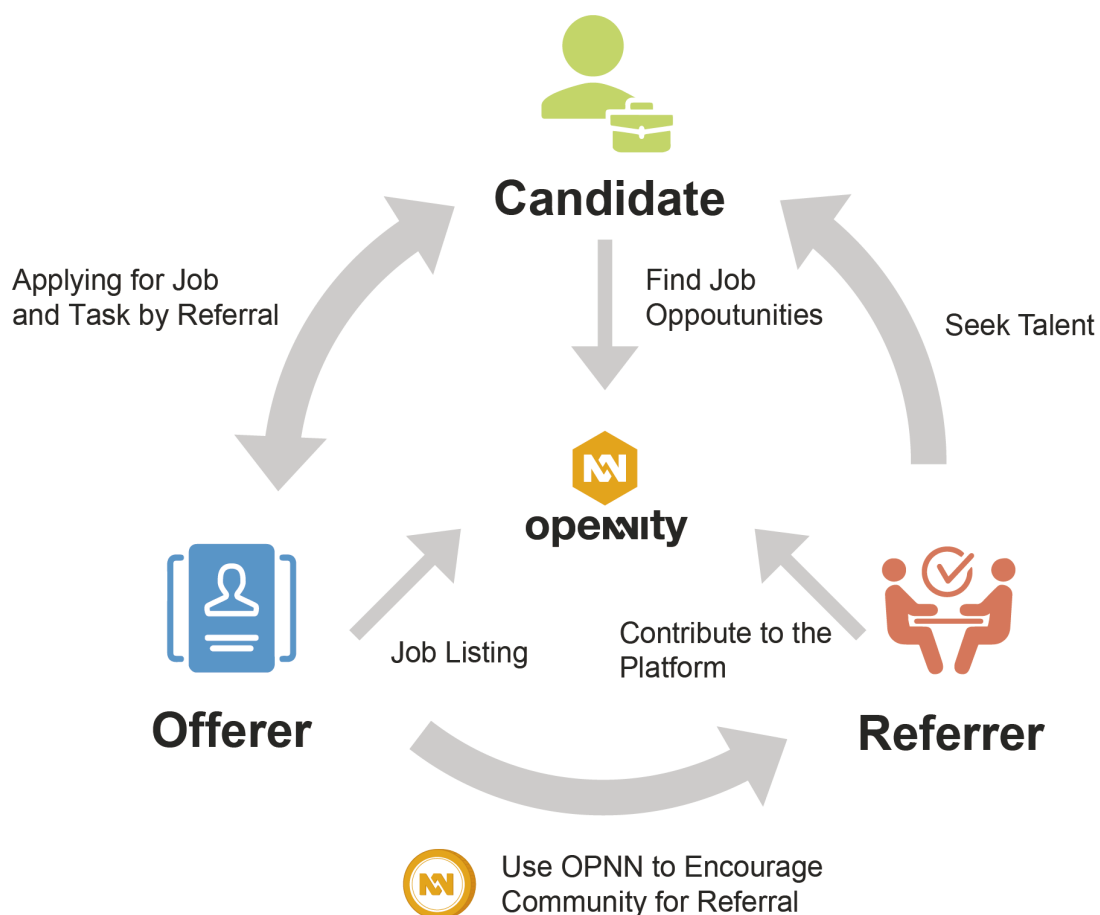 Candidate
Applying for Job
and Task by Referral
Find Job
Oppoutunities
Seek Talent
opennity
Job Listing
Contribute to the
Platform
Offerer
Referrer
Use OPNN to Encourage
Community for Referral